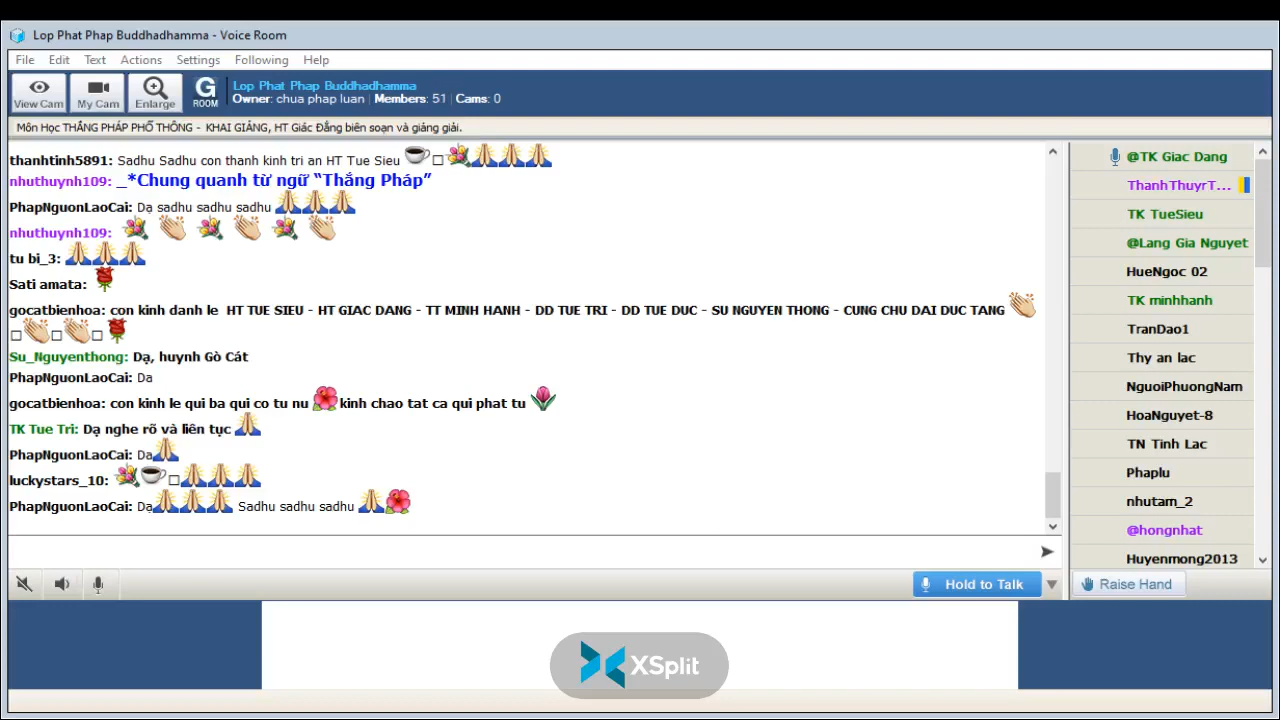 Lop Phat Phap Buddhadhamma - Voice Room
File Edit Text Actions Settings Following Help
View Cam My Cam Enlarge G ROOM
Lop Phat Phap Buddhadhamma
Owner: chua phap luan | Members: 51 | Cams: 0
Môn Học THẮNG PHÁP PHỔ THÔNG - KHAI GIẢNG, HT Giác Đẳng biên soạn và giảng giải.
thanhtinh5891: Sadhu Sadhu con thanh kinh tri an HT Tue Sieu
nhuthuynh109: _*Chung quanh từ ngữ “Thắng Pháp”
PhapNguonLaoCai: Dạ sadhu sadhu sadhu
nhuthuynh109:
tu bi_3:
Sati amata:
gocatbienhoa: con kinh danh le HT TUE SIEU - HT GIAC DANG - TT MINH HANH - DD TUE TRI - DD TUE DUC - SU NGUYEN THONG - CUNG CHU DAI DUC TANG
Su_Nguyenthong: Dạ, huynh Gò Cát
PhapNguonLaoCai: Da
gocatbienhoa: con kinh le qui ba qui co tu nu kinh chao tat ca qui phat tu
TK Tue Tri: Dạ nghe rõ và liên tục
PhapNguonLaoCai: Da
luckystars_10:
PhapNguonLaoCai: Dạ Sadhu sadhu sadhu
@TK Giac Dang
ThanhThuyrT...
TK TueSieu
@Lang Gia Nguyet
HueNgoc 02
TK minhhanh
TranDao1
Thy an lac
NguoiPhuongNam
HoaNguyet-8
TN Tinh Lac
Phaplu
nhutam_2
@hongnhat
Huyenmong2013
Hold to Talk
Raise Hand
XSplit